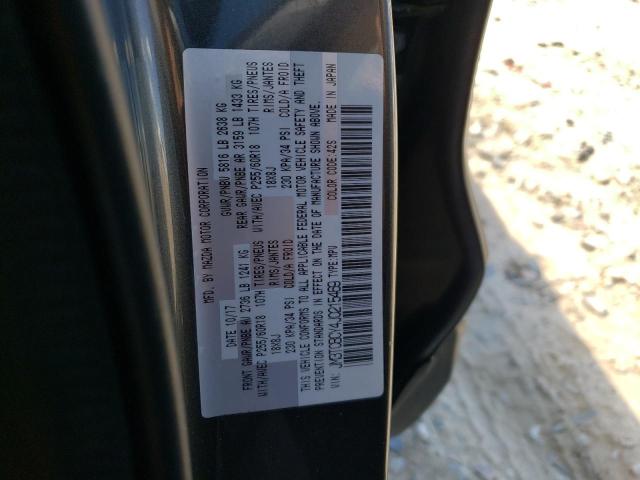 MFD. BY MAZDA MOTOR CORPORATION
DATE 10/17 GVWR/PNBV 5816 LB 2638 KG
FRONT GAWR/PNBE AV 2736 LB 1241 KG REAR GAWR/PNBE AR 3159 LB 1433 KG
WITH/AVEC P255/60R18 107H TIRES/PNEUS WITH/AVEC P255/60R18 107H TIRES/PNEUS
18X8J RIMS/JANTES 18X8J RIMS/JANTES
230 KPA/34 PSI COLD/A FROID 230 KPA/34 PSI COLD/A FROID
THIS VEHICLE CONFORMS TO ALL APPLICABLE FEDERAL MOTOR VEHICLE SAFETY AND THEFT
PREVENTION STANDARDS IN EFFECT ON THE DATE OF MANUFACTURE SHOWN ABOVE.
VIN: JM3TCBCY4J0215459 TYPE:MPV COLOR CODE:42S MADE IN JAPAN